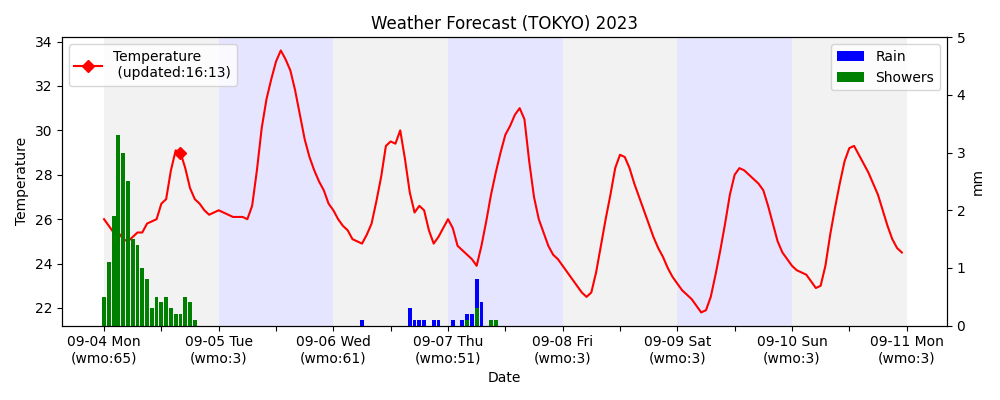 Weather Forecast (TOKYO) 2023
Temperature
(updated:16:13)
Rain
Showers
34
32
30
28
26
24
22
Temperature
5
4
3
2
1
0
mm
09-04 Mon 09-05 Tue 09-06 Wed 09-07 Thu 09-08 Fri 09-09 Sat 09-10 Sun 09-11 Mon
(wmo:65) (wmo:3) (wmo:61) (wmo:51) (wmo:3) (wmo:3) (wmo:3) (wmo:3)
Date